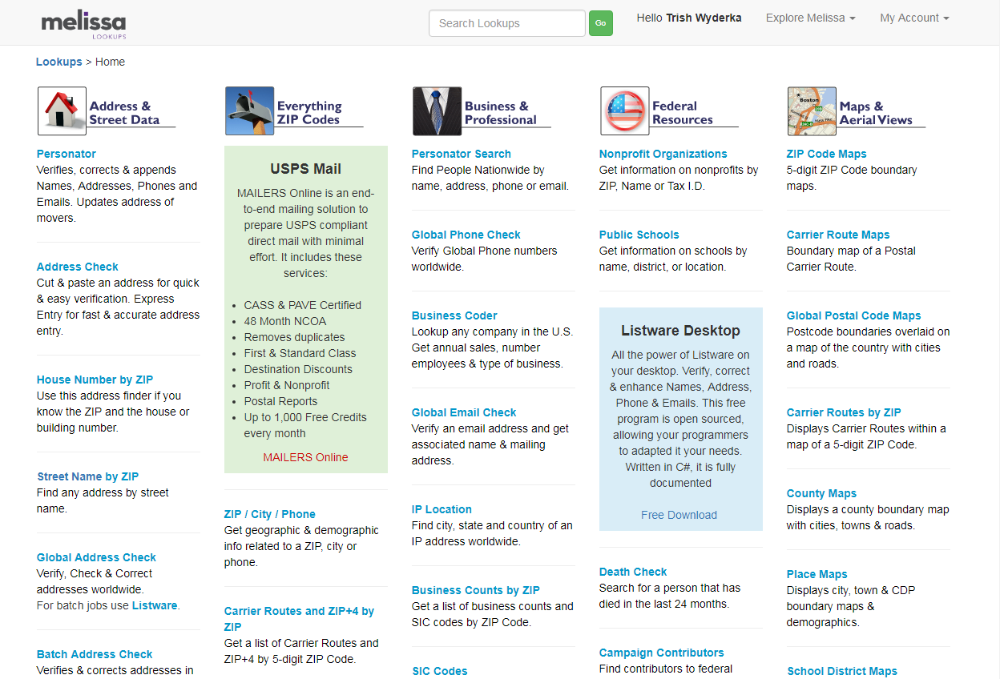 melissa
LOOKUPS
Search Lookups
Go
Hello Trish Wyderka
Explore Melissa
My Account
Lookups > Home
Address &
Street Data
Personator
Verifies, corrects & appends
Names, Addresses, Phones and
Emails. Updates address of
movers.
Address Check
Cut & paste an address for quick
& easy verification. Express
Entry for fast & accurate address
entry.
House Number by ZIP
Use this address finder if you
know the ZIP and the house or
building number.
Street Name by ZIP
Find any address by street
name.
Global Address Check
Verify, Check & Correct
addresses worldwide.
For batch jobs use Listware.
Batch Address Check
Verifies & corrects addresses in
Everything
ZIP Codes
USPS Mail
MAILERS Online is an end-
to-end mailing solution to
prepare USPS compliant
direct mail with minimal
effort. It includes these
services:
• CASS & PAVE Certified
• 48 Month NCOA
• Removes duplicates
• First & Standard Class
• Destination Discounts
• Profit & Nonprofit
• Postal Reports
• Up to 1,000 Free Credits
every month
MAILERS Online
ZIP / City / Phone
Get geographic & demographic
info related to a ZIP, city or
phone.
Carrier Routes and ZIP+4 by
ZIP
Get a list of Carrier Routes and
ZIP+4 by 5-digit ZIP Code.
Business &
Professional
Personator Search
Find People Nationwide by
name, address, phone or email.
Global Phone Check
Verify Global Phone numbers
worldwide.
Business Coder
Lookup any company in the U.S.
Get annual sales, number
employees & type of business.
Global Email Check
Verify an email address and get
associated name & mailing
address.
IP Location
Find city, state and country of an
IP address worldwide.
Business Counts by ZIP
Get a list of business counts and
SIC codes by ZIP Code.
SIC Codes
Federal
Resources
Nonprofit Organizations
Get information on nonprofits by
ZIP, Name or Tax I.D.
Public Schools
Get information on schools by
name, district, or location.
Listware Desktop
All the power of Listware on
your desktop. Verify, correct
& enhance Names, Address,
Phone & Emails. This free
program is open sourced,
allowing your programmers
to adapted it your needs.
Written in C#, it is fully
documented
Free Download
Death Check
Search for a person that has
died in the last 24 months.
Campaign Contributors
Find contributors to federal
Boston
Maps &
Aerial Views
ZIP Code Maps
5-digit ZIP Code boundary
maps.
Carrier Route Maps
Boundary map of a Postal
Carrier Route.
Global Postal Code Maps
Postcode boundaries overlaid on
a map of the country with cities
and roads.
Carrier Routes by ZIP
Displays Carrier Routes within a
map of a 5-digit ZIP Code.
County Maps
Displays a county boundary map
with cities, towns & roads.
Place Maps
Displays city, town & CDP
boundary maps &
demographics.
School District Maps